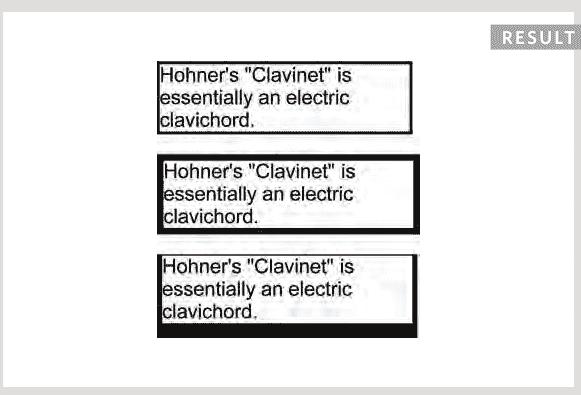 RESULT
Hohner's "Clavinet" is
essentially an electric
clavichord.
Hohner's "Clavinet" is
essentially an electric
clavichord.
Hohner's "Clavinet" is
essentially an electric
clavichord.